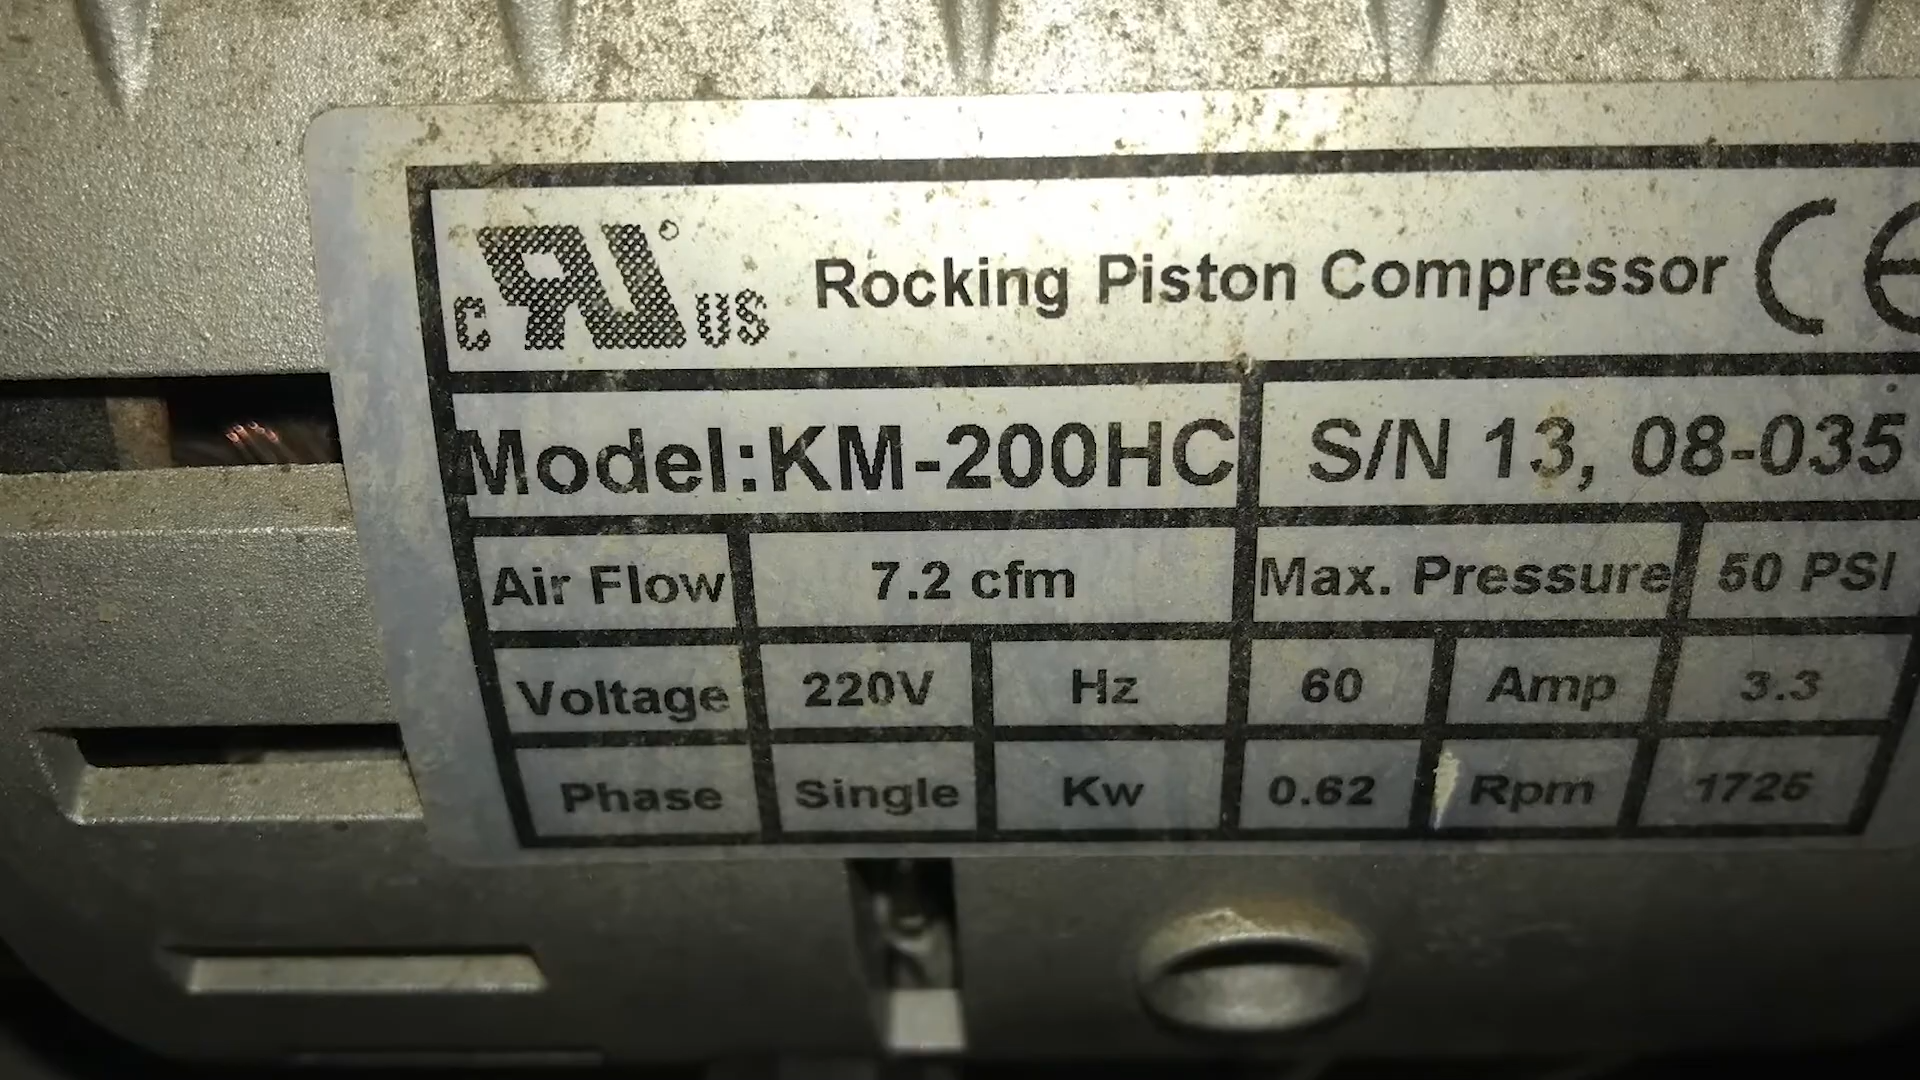 c RU US Rocking Piston Compressor CE
Model:KM-200HC S/N 13, 08-035
Air Flow 7.2 cfm Max. Pressure 50 PSI
Voltage 220V Hz 60 Amp 3.3
Phase Single Kw 0.62 Rpm 1725